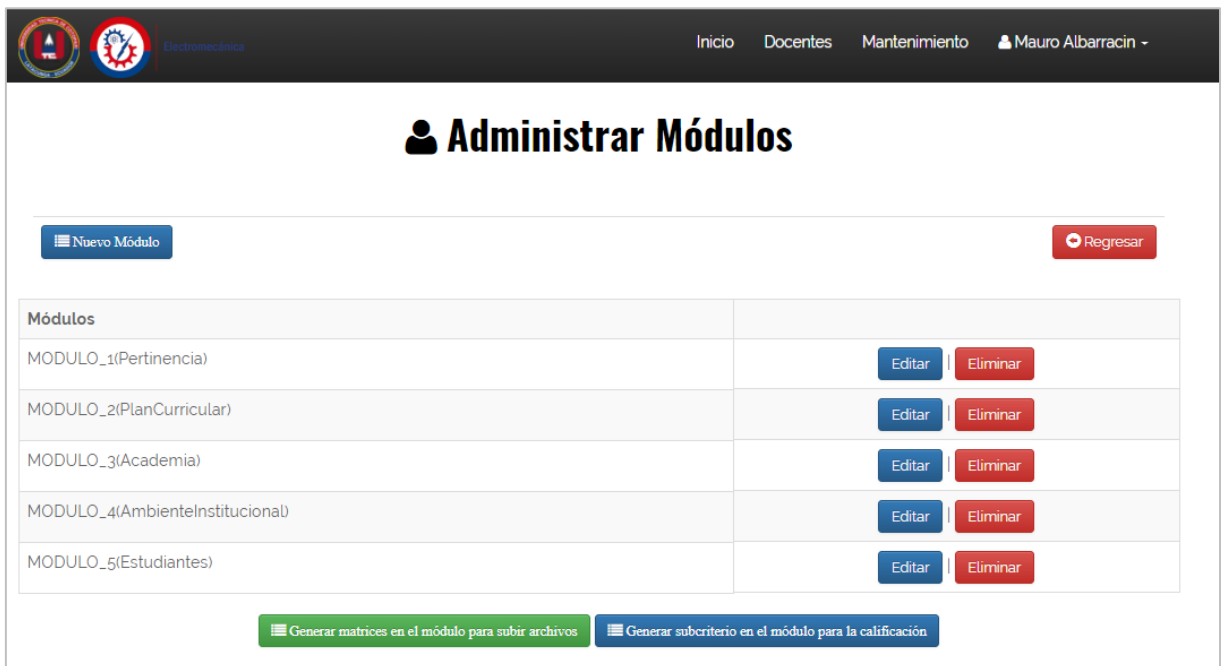 Electromecánica
Inicio Docentes Mantenimiento Mauro Albarracin
Administrar Módulos
Nuevo Módulo Regresar
Módulos
MODULO_1(Pertinencia) Editar | Eliminar
MODULO_2(PlanCurricular) Editar | Eliminar
MODULO_3(Academia) Editar | Eliminar
MODULO_4(AmbienteInstitucional) Editar | Eliminar
MODULO_5(Estudiantes) Editar | Eliminar
Generar matrices en el módulo para subir archivos Generar subcriterio en el módulo para la calificación